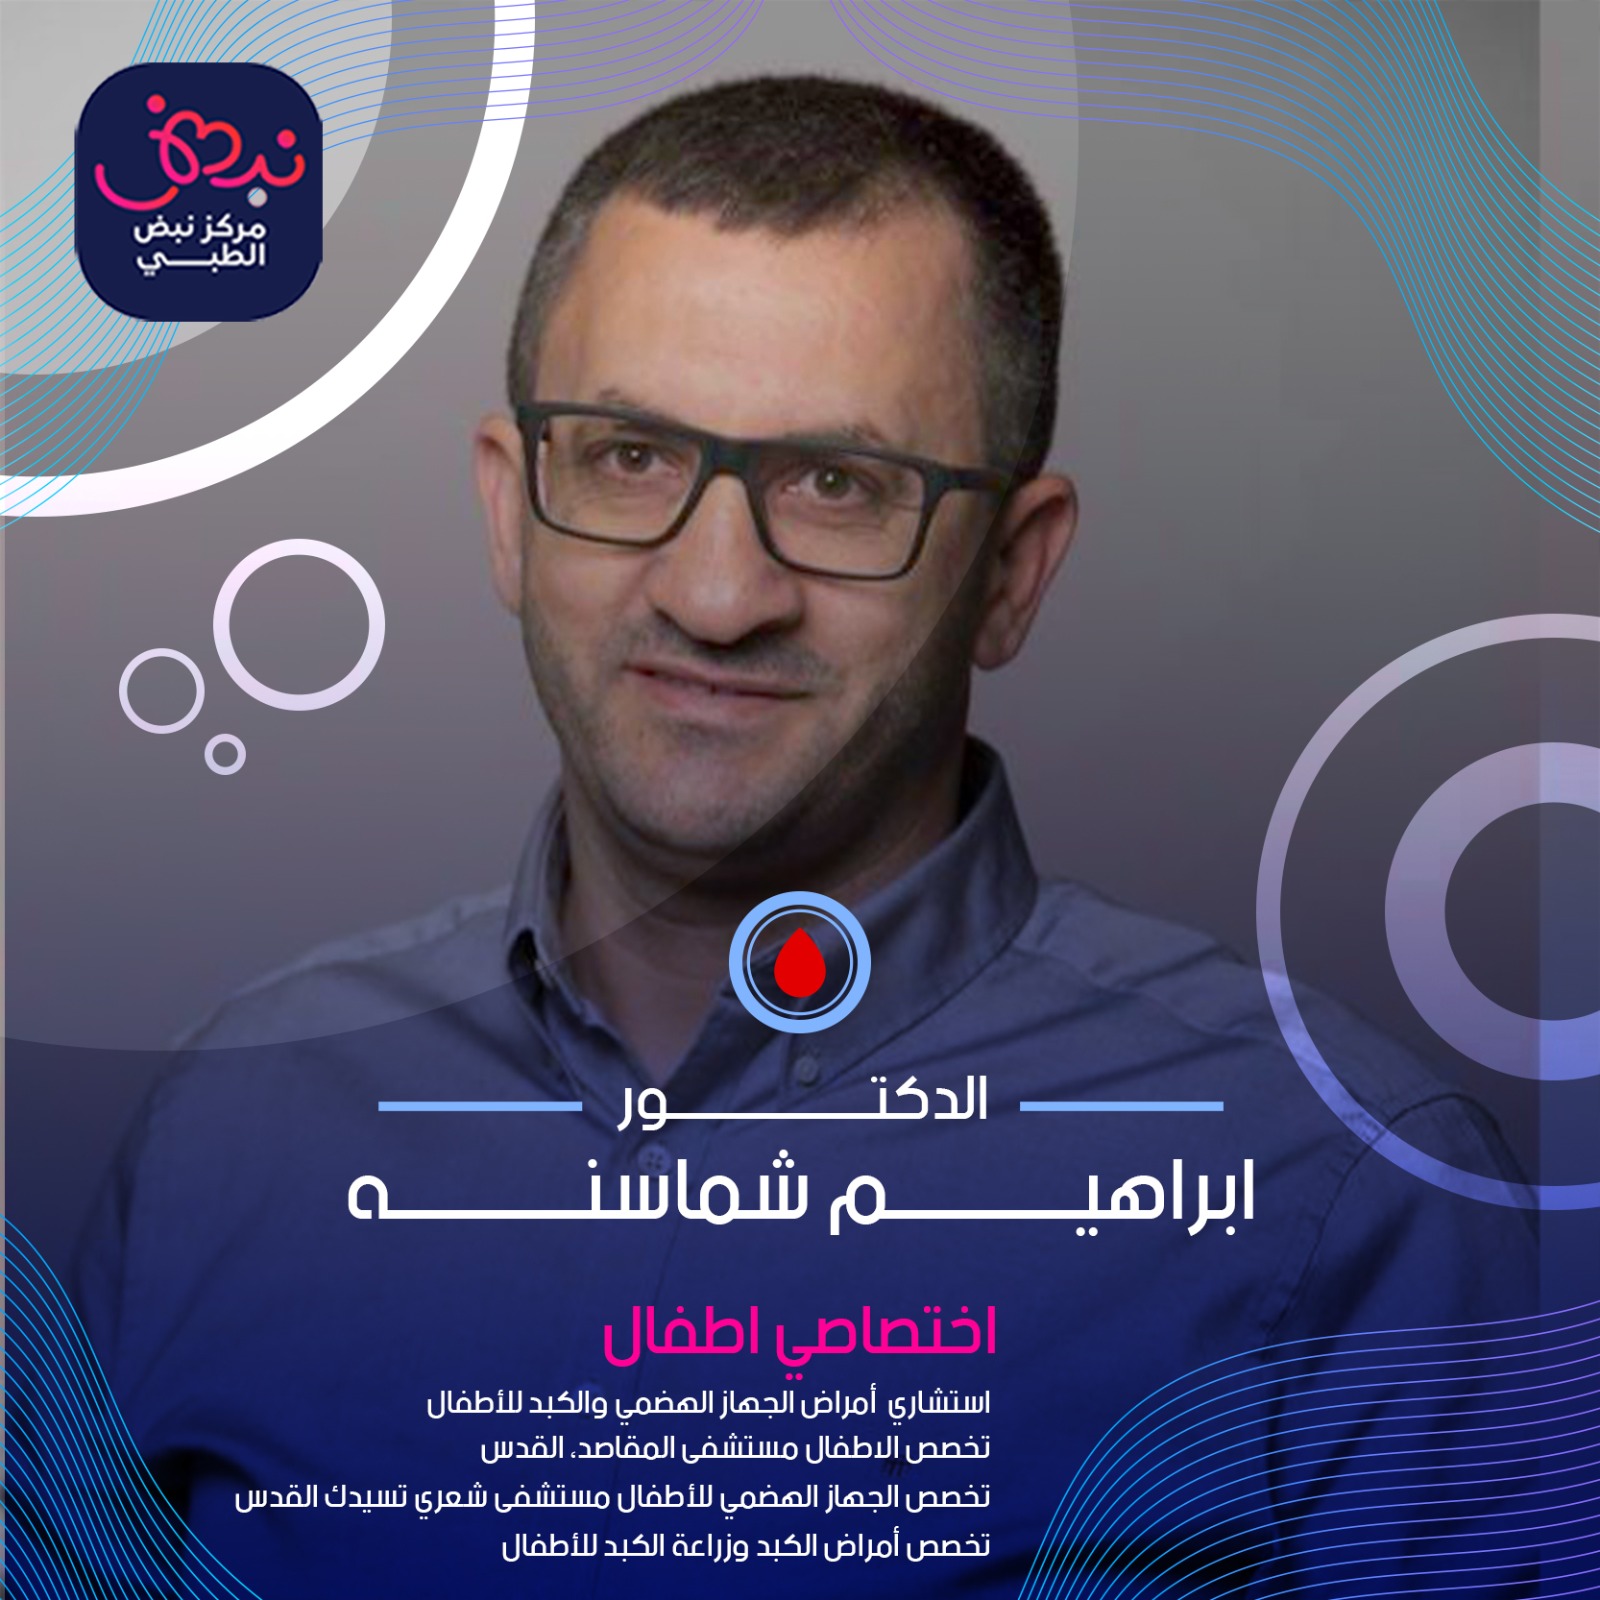 نبض
مركز نبض
الطبي
الدكتور
ابراهيم شماسنه
اختصاصي اطفال
استشاري أمراض الجهاز الهضمي والكبد للأطفال
تخصص الاطفال مستشفى المقاصد، القدس
تخصص الجهاز الهضمي للأطفال مستشفى شعري تسيدك القدس
تخصص أمراض الكبد وزراعة الكبد للأطفال